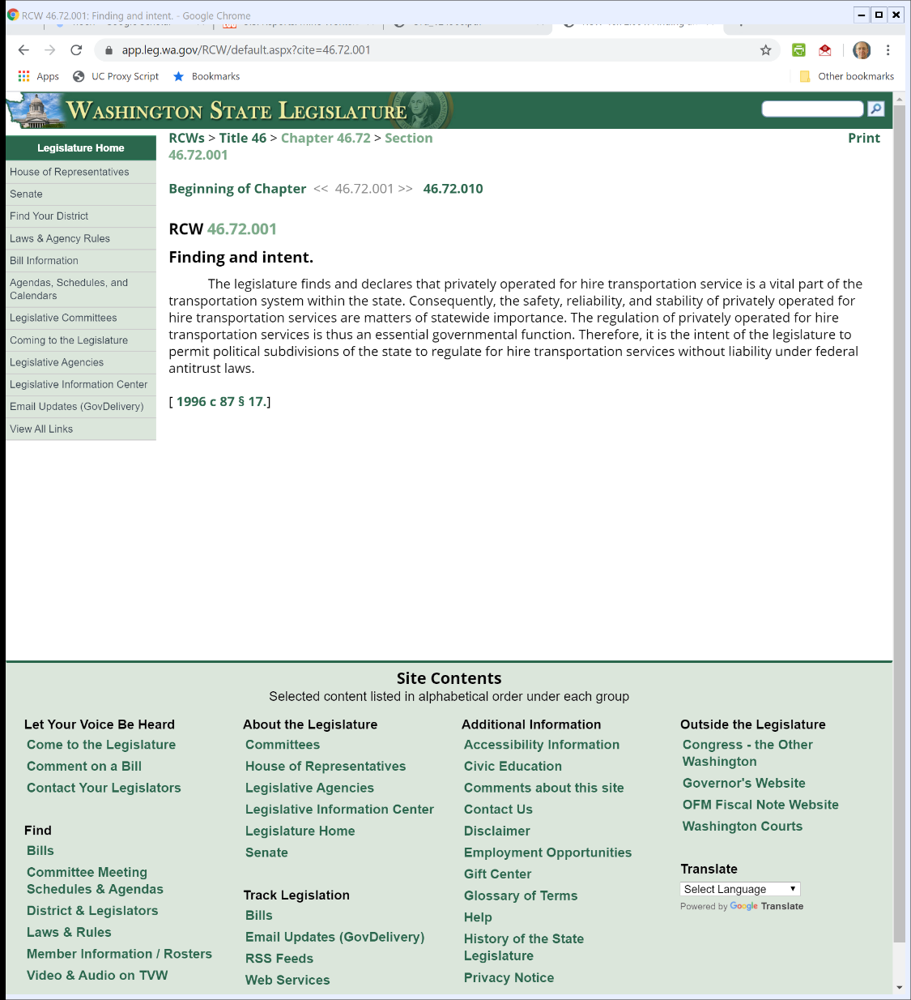 RCW 46.72.001: Finding and intent. - Google Chrome
app.leg.wa.gov/RCW/default.aspx?cite=46.72.001
Apps UC Proxy Script Bookmarks Other bookmarks
WASHINGTON STATE LEGISLATURE
Legislature Home
House of Representatives
Senate
Find Your District
Laws & Agency Rules
Bill Information
Agendas, Schedules, and
Calendars
Legislative Committees
Coming to the Legislature
Legislative Agencies
Legislative Information Center
Email Updates (GovDelivery)
View All Links
RCWs > Title 46 > Chapter 46.72 > Section
46.72.001
Print
Beginning of Chapter << 46.72.001 >> 46.72.010
RCW 46.72.001
Finding and intent.
The legislature finds and declares that privately operated for hire transportation service is a vital part of the
transportation system within the state. Consequently, the safety, reliability, and stability of privately operated for
hire transportation services are matters of statewide importance. The regulation of privately operated for hire
transportation services is thus an essential governmental function. Therefore, it is the intent of the legislature to
permit political subdivisions of the state to regulate for hire transportation services without liability under federal
antitrust laws.
[ 1996 c 87 § 17.]
Site Contents
Selected content listed in alphabetical order under each group
Let Your Voice Be Heard
Come to the Legislature
Comment on a Bill
Contact Your Legislators
Find
Bills
Committee Meeting
Schedules & Agendas
District & Legislators
Laws & Rules
Member Information / Rosters
Video & Audio on TVW
About the Legislature
Committees
House of Representatives
Legislative Agencies
Legislative Information Center
Legislature Home
Senate
Track Legislation
Bills
Email Updates (GovDelivery)
RSS Feeds
Web Services
Additional Information
Accessibility Information
Civic Education
Comments about this site
Contact Us
Disclaimer
Employment Opportunities
Gift Center
Glossary of Terms
Help
History of the State
Legislature
Privacy Notice
Outside the Legislature
Congress - the Other
Washington
Governor's Website
OFM Fiscal Note Website
Washington Courts
Translate
Select Language
Powered by Google Translate